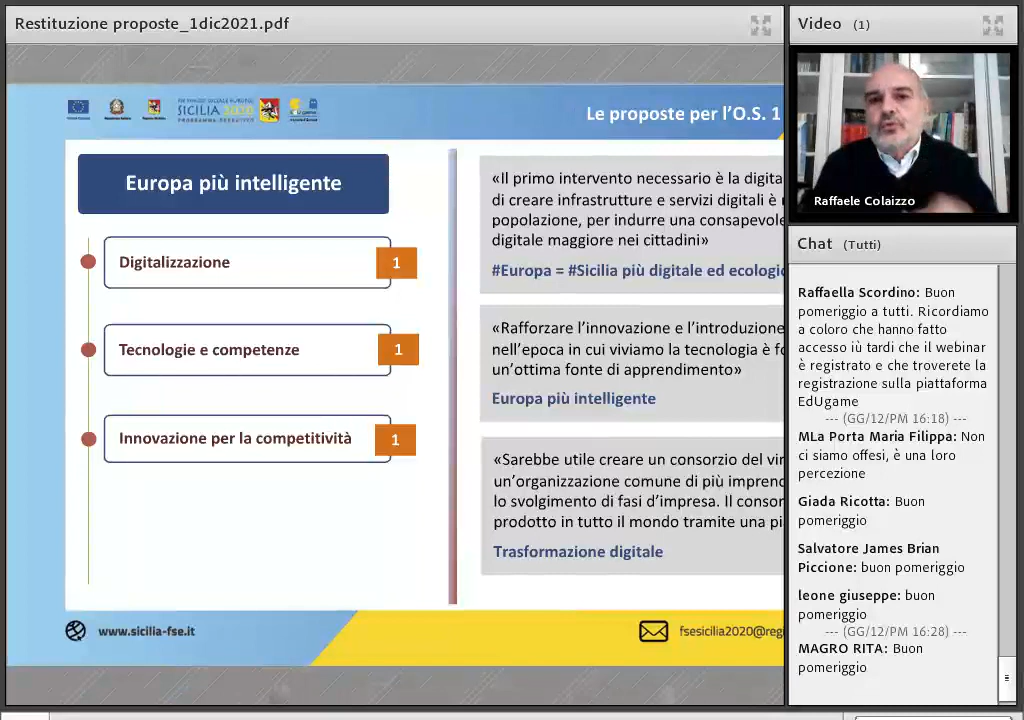 Restituzione proposte_1dic2021.pdf
SICILIA 2020
Le proposte per l'O.S. 1
Europa più intelligente
Digitalizzazione
1
Tecnologie e competenze
1
Innovazione per la competitività
1
«Il primo intervento necessario è la digita
di creare infrastrutture e servizi digitali è
popolazione, per indurre una consapevole
digitale maggiore nei cittadini»
#Europa = #Sicilia più digitale ed ecologic
«Rafforzare l'innovazione e l'introduzione
nell'epoca in cui viviamo la tecnologia è fo
un'ottima fonte di apprendimento»
Europa più intelligente
«Sarebbe utile creare un consorzio del vin
un'organizzazione comune di più imprend
lo svolgimento di fasi d'impresa. Il consor
prodotto in tutto il mondo tramite una pi
Trasformazione digitale
www.sicilia-fse.it
fsesicilia2020@reg
Video (1)
Raffaele Colaizzo
Chat (Tutti)
Raffaella Scordino: Buon
pomeriggio a tutti. Ricordiamo
a coloro che hanno fatto
accesso iù tardi che il webinar
è registrato e che troverete la
registrazione sulla piattaforma
EdUgame
--- (GG/12/PM 16:18) ---
MLa Porta Maria Filippa: Non
ci siamo offesi, è una loro
percezione
Giada Ricotta: Buon
pomeriggio
Salvatore James Brian
Piccione: buon pomeriggio
leone giuseppe: buon
pomeriggio
--- (GG/12/PM 16:28) ---
MAGRO RITA: Buon
pomeriggio